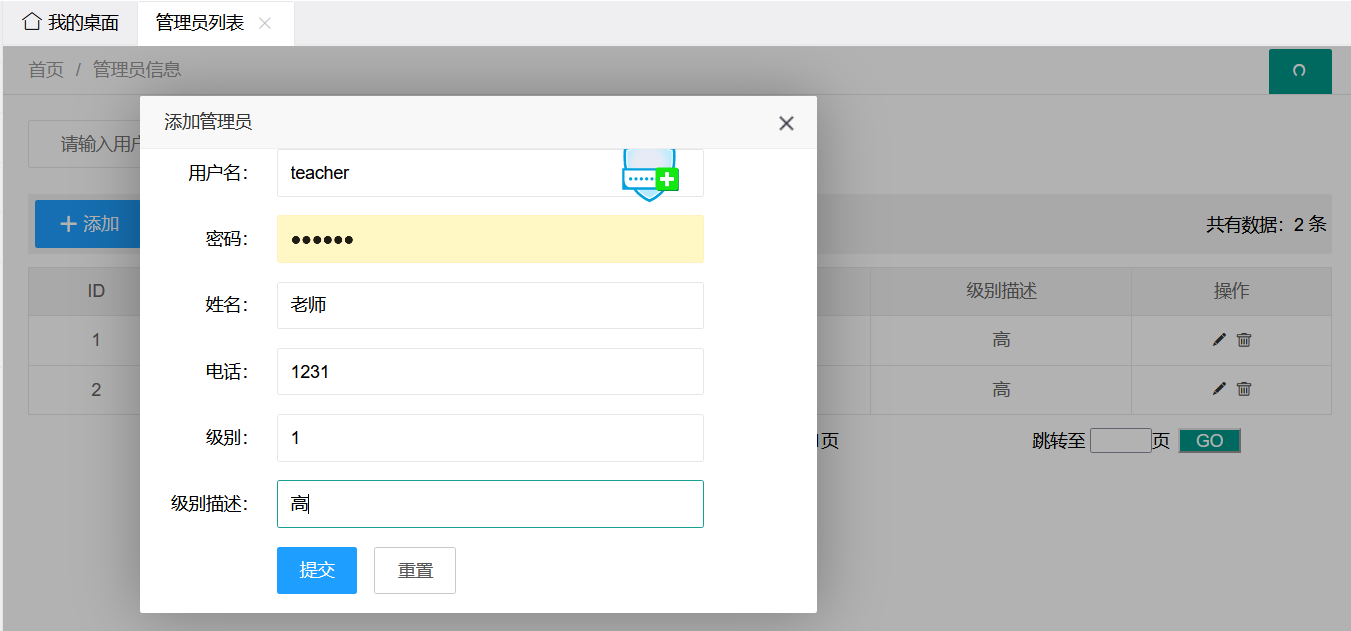 我的桌面 管理员列表
首页 / 管理员信息
添加管理员
请输入用户
用户名： teacher
密码： ••••••
添加
共有数据：2 条
ID 级别描述 操作
姓名： 老师
1 高
电话： 1231
2 高
级别： 1
页 跳转至 页 GO
级别描述： 高
提交 重置